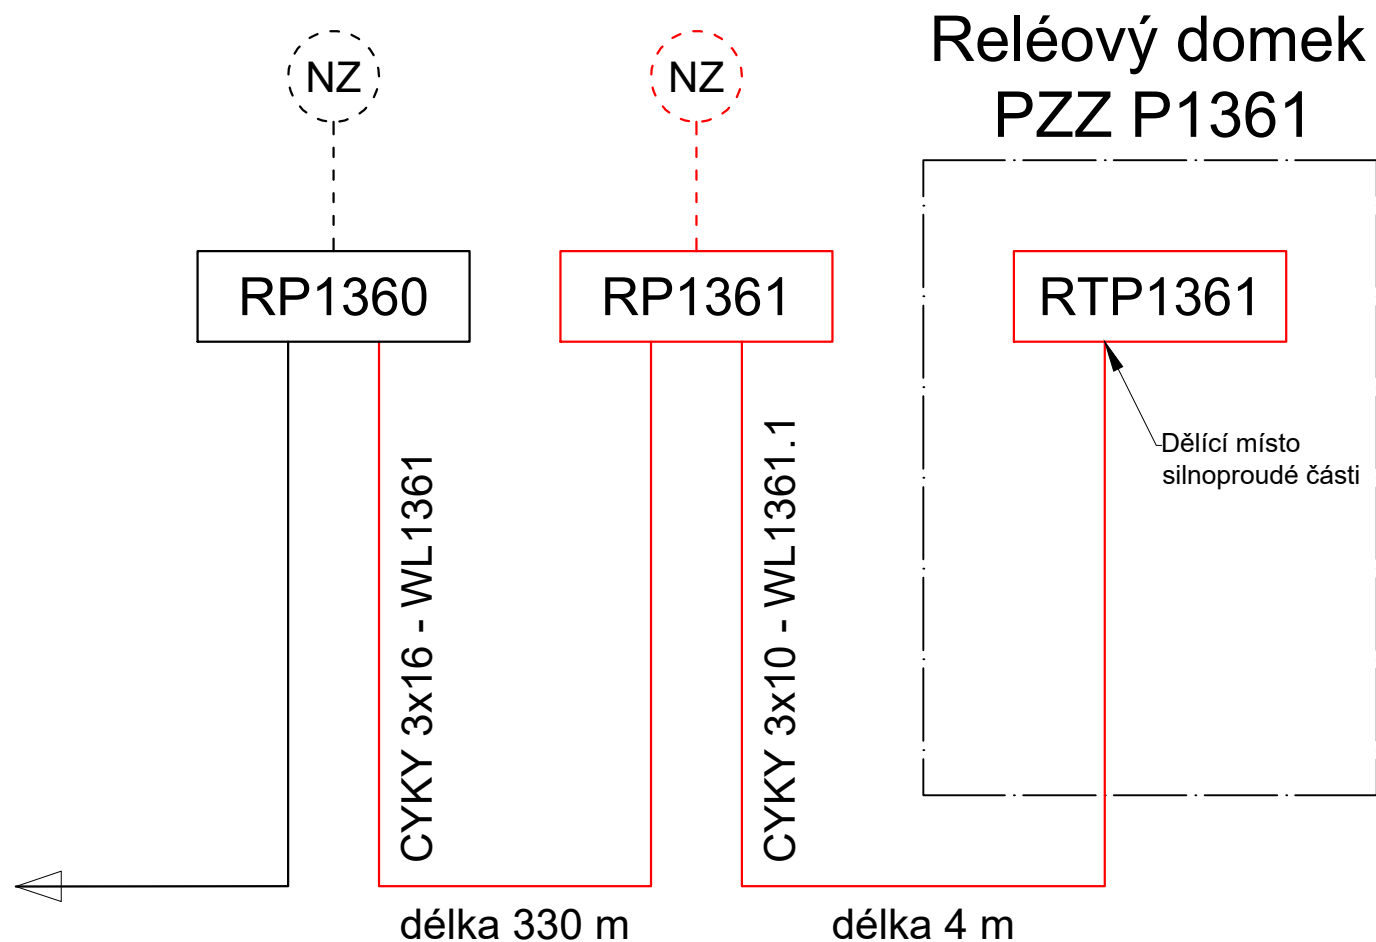 Reléový domek
PZZ P1361
NZ
NZ
RP1360
RP1361
RTP1361
Dělící místo
silnoproudé části
CYKY 3x16 - WL1361
CYKY 3x10 - WL1361.1
délka 330 m
délka 4 m